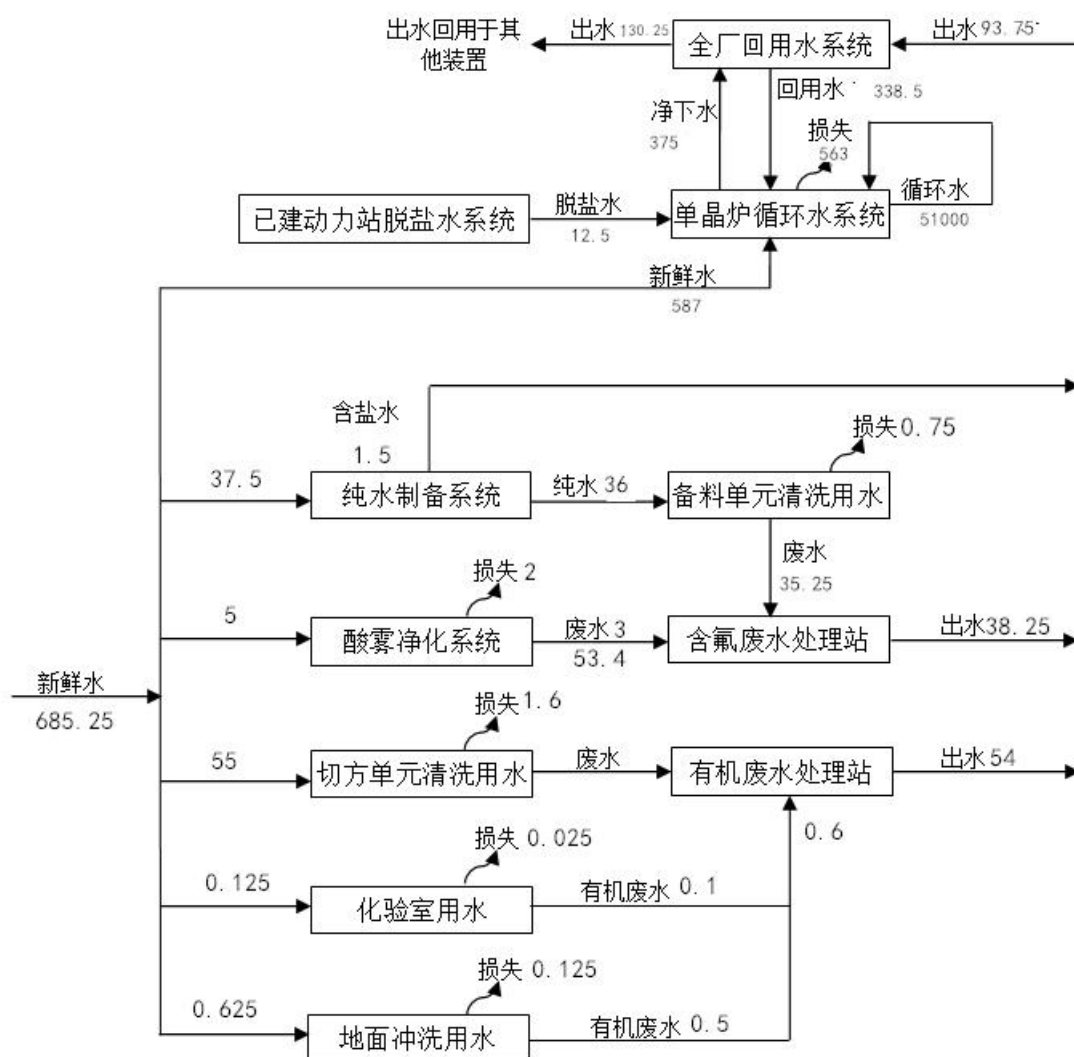 出水回用于其
他装置
出水 130.25
全厂回用水系统
出水 93.75
净下水
375
回用水
338.5
损失
563
已建动力站脱盐水系统
脱盐水
12.5
单晶炉循环水系统
循环水
51000
新鲜水
587
含盐水
1.5
37.5
纯水制备系统
纯水 36
备料单元清洗用水
损失0.75
废水
35.25
5
损失2
酸雾净化系统
废水3
53.4
含氟废水处理站
出水38.25
新鲜水
685.25
55
损失1.6
切方单元清洗用水
废水
有机废水处理站
出水54
0.6
0.125
损失 0.025
化验室用水
有机废水 0.1
0.625
损失 0.125
地面冲洗用水
有机废水 0.5